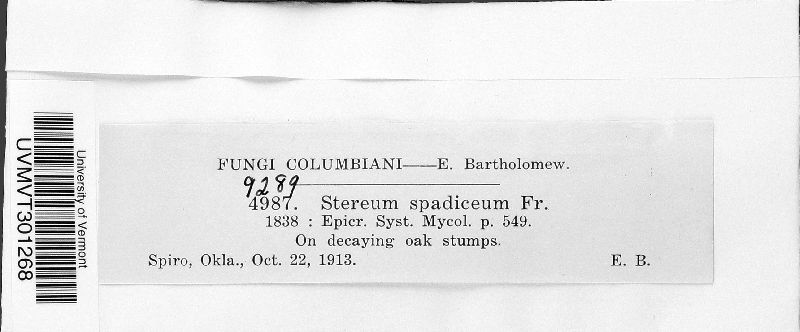 FUNGI COLUMBIANI——E. Bartholomew.
9289
4987. Stereum spadiceum Fr.
1838 : Epicr. Syst. Mycol. p. 549.
On decaying oak stumps.
Spiro, Okla., Oct. 22, 1913. E. B.
University of Vermont
UVMVT301268